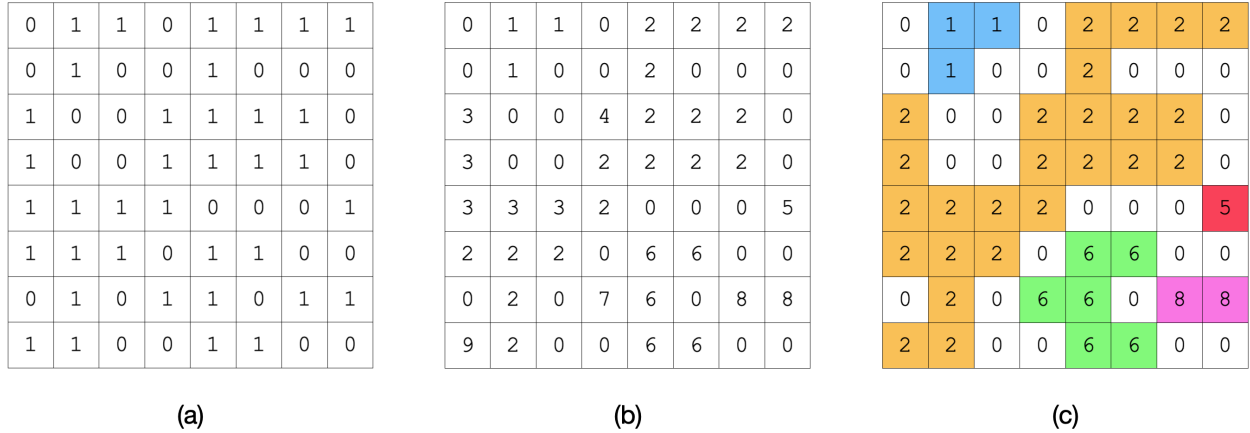 0 1 1 0 1 1 1 1 0 1 1 0 2 2 2 2 0 1 1 0 2 2 2 2
0 1 0 0 1 0 0 0 0 1 0 0 2 0 0 0 0 1 0 0 2 0 0 0
1 0 0 1 1 1 1 0 3 0 0 4 2 2 2 0 2 0 0 2 2 2 2 0
1 0 0 1 1 1 1 0 3 0 0 2 2 2 2 0 2 0 0 2 2 2 2 0
1 1 1 1 0 0 0 1 3 3 3 2 0 0 0 5 2 2 2 2 0 0 0 5
1 1 1 0 1 1 0 0 2 2 2 0 6 6 0 0 2 2 2 0 6 6 0 0
0 1 0 1 1 0 1 1 0 2 0 7 6 0 8 8 0 2 0 6 6 0 8 8
1 1 0 0 1 1 0 0 9 2 0 0 6 6 0 0 2 2 0 0 6 6 0 0
(a) (b) (c)